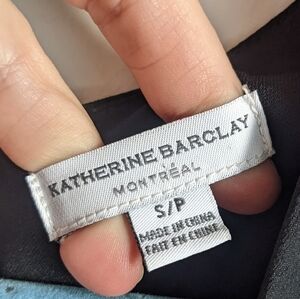 KATHERINE BARCLAY
MONTRÉAL
S/P
MADE IN CHINA
FAIT EN CHINE